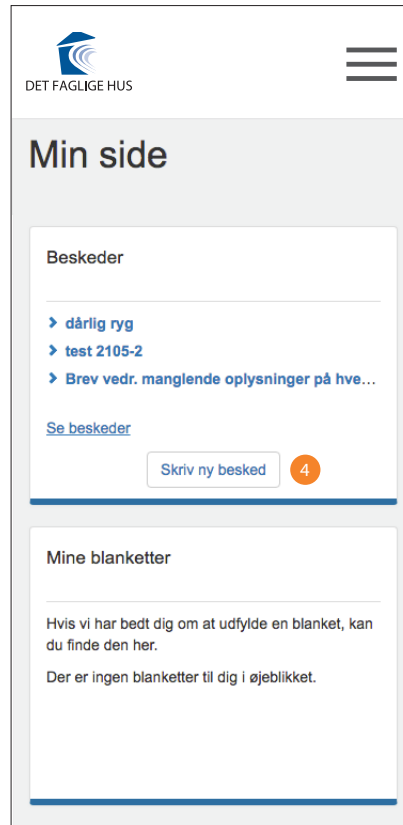 DET FAGLIGE HUS
Min side
Beskeder
dårlig ryg
test 2105-2
Brev vedr. manglende oplysninger på hve...
Se beskeder
Skriv ny besked 4
Mine blanketter
Hvis vi har bedt dig om at udfylde en blanket, kan
du finde den her.
Der er ingen blanketter til dig i øjeblikket.